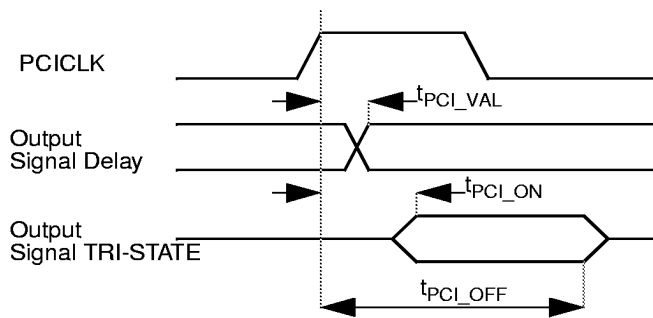 PCICLK
tPCI_VAL
Output
Signal Delay
tPCI_ON
Output
Signal TRI-STATE
tPCI_OFF